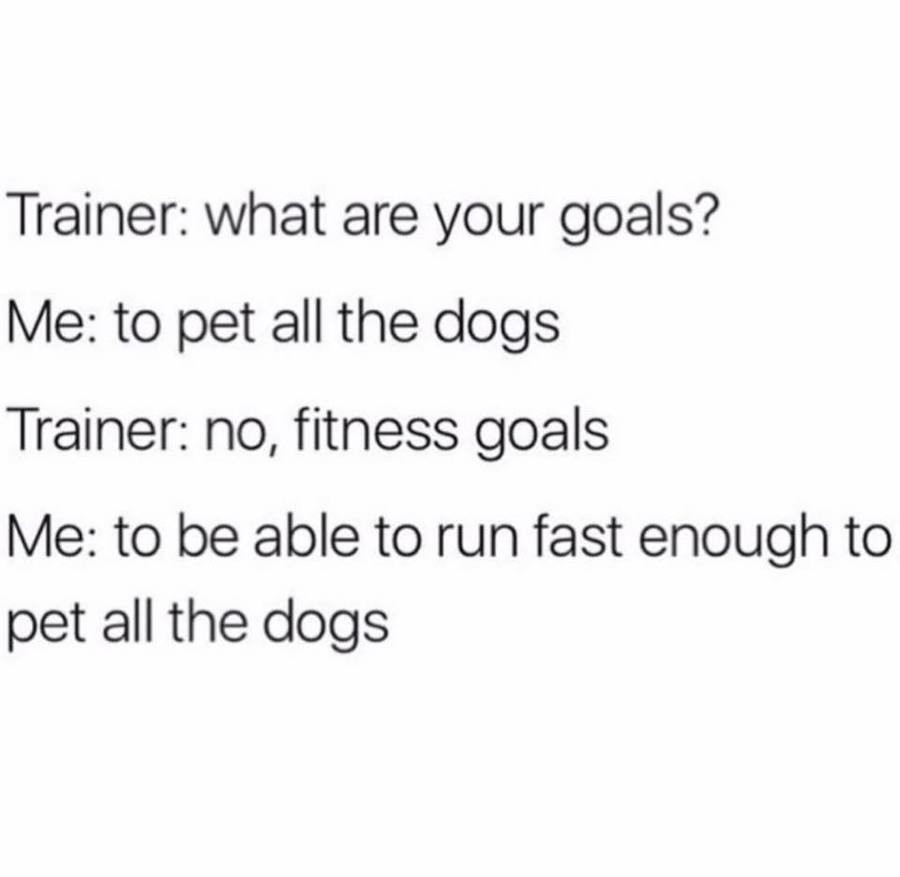 Trainer: what are your goals?
Me: to pet all the dogs
Trainer: no, fitness goals
Me: to be able to run fast enough to
pet all the dogs